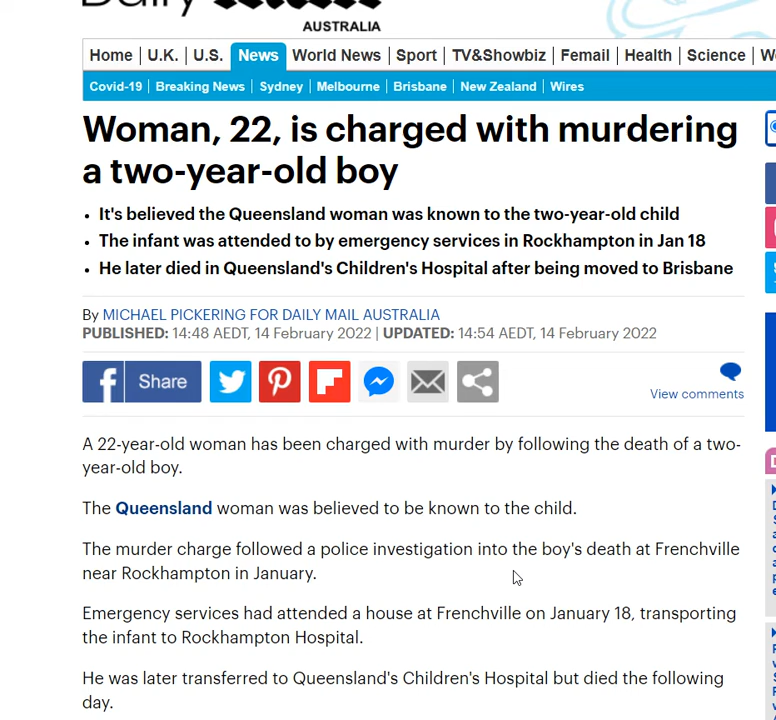 AUSTRALIA
Home U.K. U.S. News World News Sport TV&Showbiz Femail Health Science
Covid-19 Breaking News Sydney Melbourne Brisbane New Zealand Wires
Woman, 22, is charged with murdering
a two-year-old boy
• It's believed the Queensland woman was known to the two-year-old child
• The infant was attended to by emergency services in Rockhampton in Jan 18
• He later died in Queensland's Children's Hospital after being moved to Brisbane
By MICHAEL PICKERING FOR DAILY MAIL AUSTRALIA
PUBLISHED: 14:48 AEDT, 14 February 2022 | UPDATED: 14:54 AEDT, 14 February 2022
Share
View comments
A 22-year-old woman has been charged with murder by following the death of a two-
year-old boy.
The Queensland woman was believed to be known to the child.
The murder charge followed a police investigation into the boy's death at Frenchville
near Rockhampton in January.
Emergency services had attended a house at Frenchville on January 18, transporting
the infant to Rockhampton Hospital.
He was later transferred to Queensland's Children's Hospital but died the following
day.